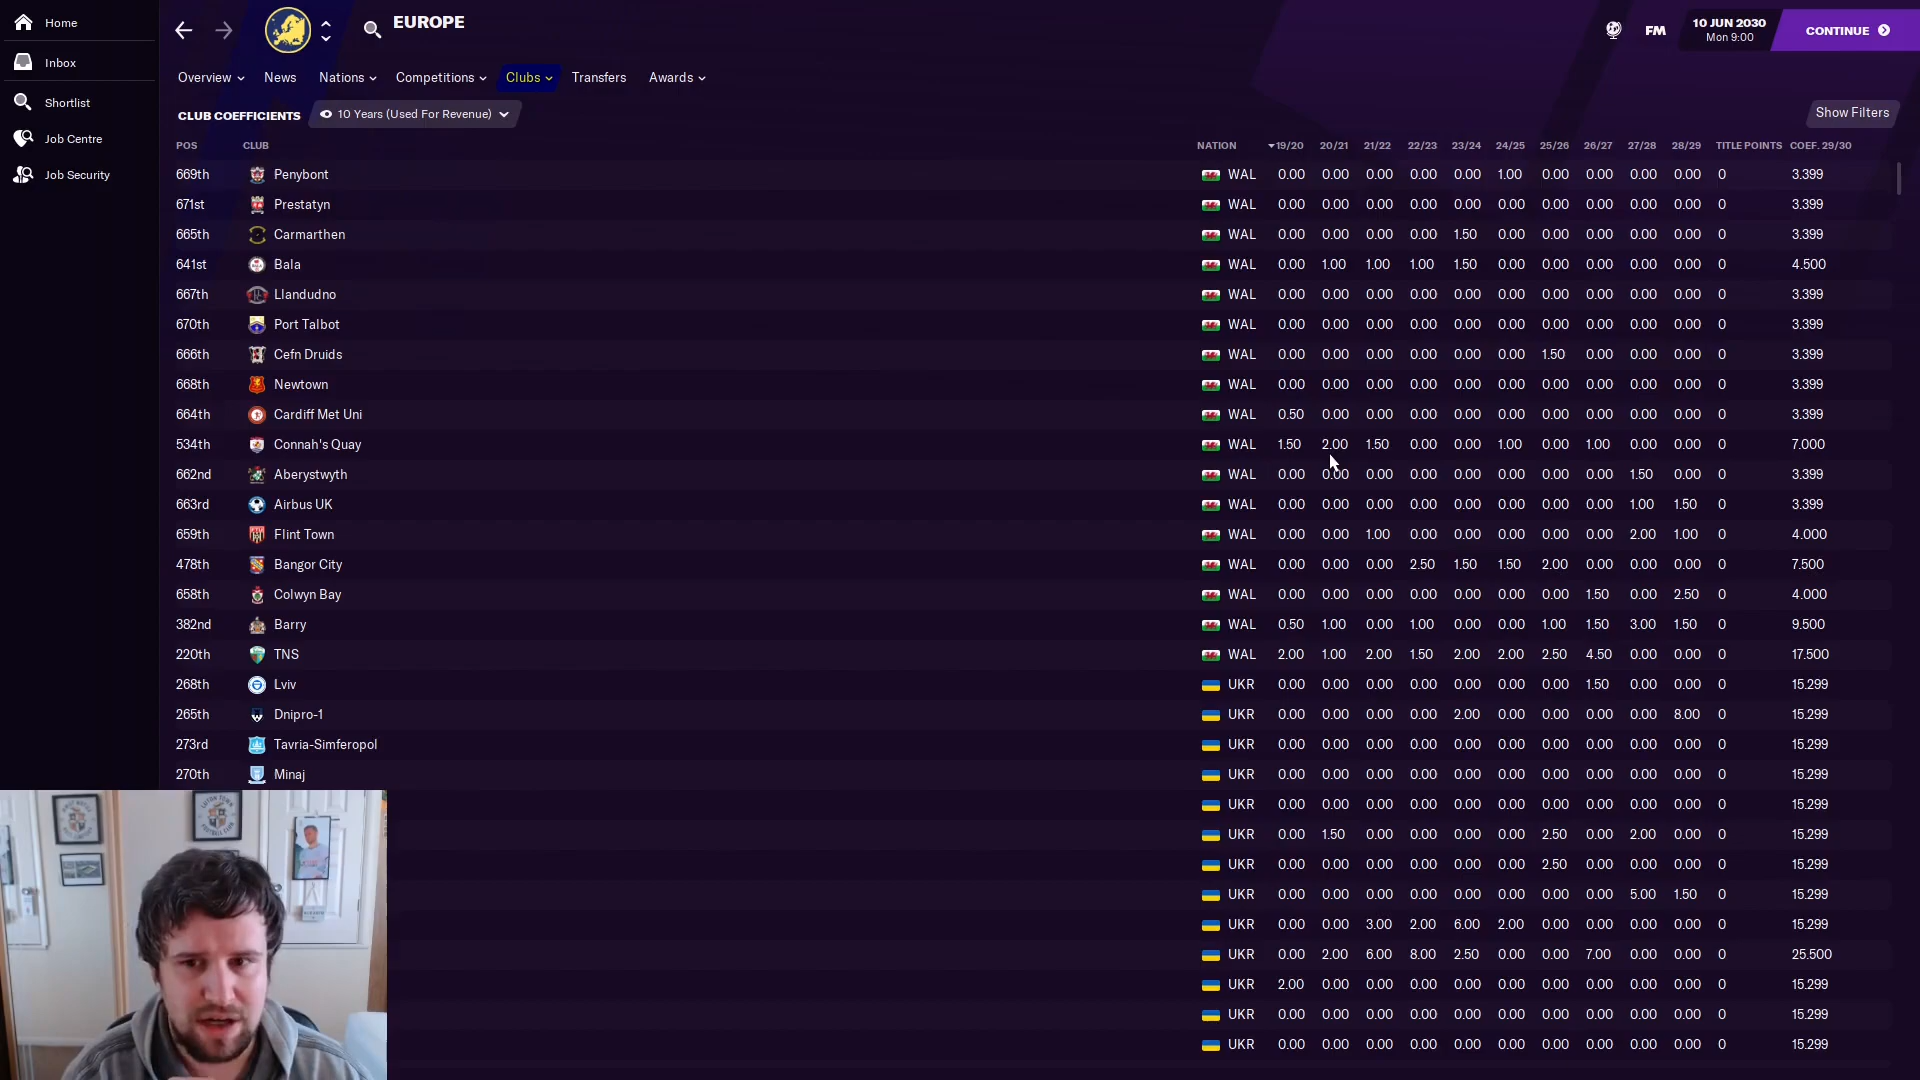 Home
Inbox
Shortlist
Job Centre
Job Security
EUROPE
FM
10 JUN 2030
Mon 9:00
CONTINUE
Overview News Nations Competitions Clubs Transfers Awards
CLUB COEFFICIENTS 10 Years (Used For Revenue) Show Filters
POS CLUB NATION 19/20 20/21 21/22 22/23 23/24 24/25 25/26 26/27 27/28 28/29 TITLE POINTS COEF. 29/30
669th Penybont WAL 0.00 0.00 0.00 0.00 0.00 1.00 0.00 0.00 0.00 0.00 0 3.399
671st Prestatyn WAL 0.00 0.00 0.00 0.00 0.00 0.00 0.00 0.00 0.00 0.00 0 3.399
665th Carmarthen WAL 0.00 0.00 0.00 0.00 1.50 0.00 0.00 0.00 0.00 0.00 0 3.399
641st Bala WAL 0.00 1.00 1.00 1.00 1.50 0.00 0.00 0.00 0.00 0.00 0 4.500
667th Llandudno WAL 0.00 0.00 0.00 0.00 0.00 0.00 0.00 0.00 0.00 0.00 0 3.399
670th Port Talbot WAL 0.00 0.00 0.00 0.00 0.00 0.00 0.00 0.00 0.00 0.00 0 3.399
666th Cefn Druids WAL 0.00 0.00 0.00 0.00 0.00 0.00 1.50 0.00 0.00 0.00 0 3.399
668th Newtown WAL 0.00 0.00 0.00 0.00 0.00 0.00 0.00 0.00 0.00 0.00 0 3.399
664th Cardiff Met Uni WAL 0.50 0.00 0.00 0.00 0.00 0.00 0.00 0.00 0.00 0.00 0 3.399
534th Connah's Quay WAL 1.50 2.00 1.50 0.00 0.00 1.00 0.00 1.00 0.00 0.00 0 7.000
662nd Aberystwyth WAL 0.00 0.00 0.00 0.00 0.00 0.00 0.00 0.00 1.50 0.00 0 3.399
663rd Airbus UK WAL 0.00 0.00 0.00 0.00 0.00 0.00 0.00 0.00 1.00 1.50 0 3.399
659th Flint Town WAL 0.00 0.00 1.00 0.00 0.00 0.00 0.00 0.00 2.00 1.00 0 4.000
478th Bangor City WAL 0.00 0.00 0.00 2.50 1.50 1.50 2.00 0.00 0.00 0.00 0 7.500
658th Colwyn Bay WAL 0.00 0.00 0.00 0.00 0.00 0.00 0.00 1.50 0.00 2.50 0 4.000
382nd Barry WAL 0.50 1.00 0.00 1.00 0.00 0.00 1.00 1.50 3.00 1.50 0 9.500
220th TNS WAL 2.00 1.00 2.00 1.50 2.00 2.00 2.50 4.50 0.00 0.00 0 17.500
268th Lviv UKR 0.00 0.00 0.00 0.00 0.00 0.00 0.00 1.50 0.00 0.00 0 15.299
265th Dnipro-1 UKR 0.00 0.00 0.00 0.00 2.00 0.00 0.00 0.00 0.00 8.00 0 15.299
273rd Tavria-Simferopol UKR 0.00 0.00 0.00 0.00 0.00 0.00 0.00 0.00 0.00 0.00 0 15.299
270th Minaj UKR 0.00 0.00 0.00 0.00 0.00 0.00 0.00 0.00 0.00 0.00 0 15.299
UKR 0.00 0.00 0.00 0.00 0.00 0.00 0.00 0.00 0.00 0.00 0 15.299
UKR 0.00 1.50 0.00 0.00 0.00 0.00 2.50 0.00 2.00 0.00 0 15.299
UKR 0.00 0.00 0.00 0.00 0.00 0.00 2.50 0.00 0.00 0.00 0 15.299
UKR 0.00 0.00 0.00 0.00 0.00 0.00 0.00 0.00 5.00 1.50 0 15.299
UKR 0.00 0.00 3.00 2.00 6.00 2.00 0.00 0.00 0.00 0.00 0 15.299
UKR 0.00 2.00 6.00 8.00 2.50 0.00 0.00 7.00 0.00 0.00 0 25.500
UKR 2.00 0.00 0.00 0.00 0.00 0.00 0.00 0.00 0.00 0.00 0 15.299
UKR 0.00 0.00 0.00 0.00 0.00 0.00 0.00 0.00 0.00 0.00 0 15.299
UKR 0.00 0.00 0.00 0.00 0.00 0.00 0.00 0.00 0.00 0.00 0 15.299